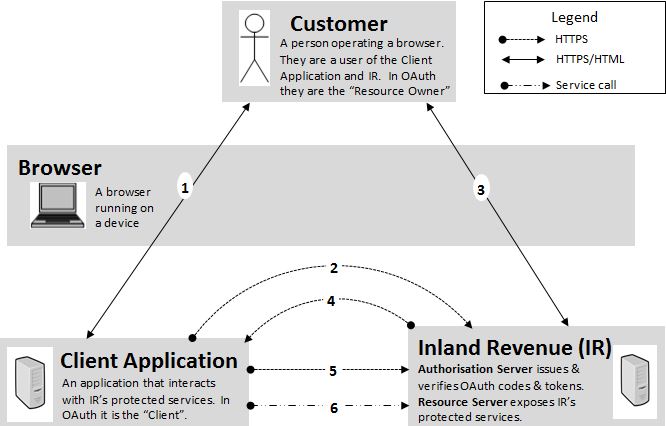 Customer
A person operating a browser.
They are a user of the Client
Application and IR. In OAuth
they are the “Resource Owner”
Legend
HTTPS
HTTPS/HTML
Service call
Browser
A browser
running on
a device
1
3
2
4
5
6
Client Application
An application that interacts
with IR’s protected services. In
OAuth it is the “Client”.
Inland Revenue (IR)
Authorisation Server issues &
verifies OAuth codes & tokens.
Resource Server exposes IR’s
protected services.